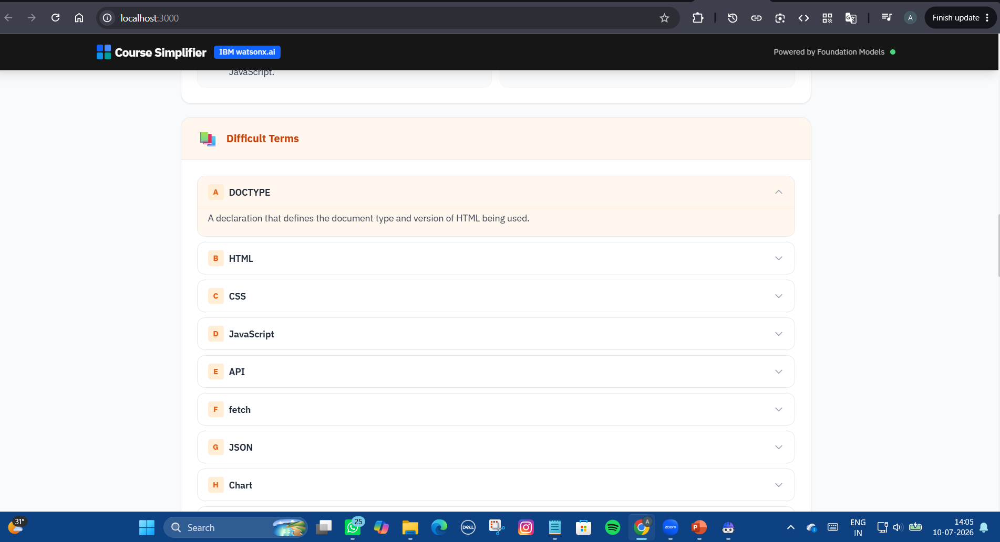 localhost:3000
A
Finish update
Course Simplifier
IBM watsonx.ai
Powered by Foundation Models
JavaScript.
Difficult Terms
A DOCTYPE
A declaration that defines the document type and version of HTML being used.
B HTML
C CSS
D JavaScript
E API
F fetch
G JSON
H Chart
31°
Search
25
DELL
A
zoom
P
ENG
IN
14:05
10-07-2026